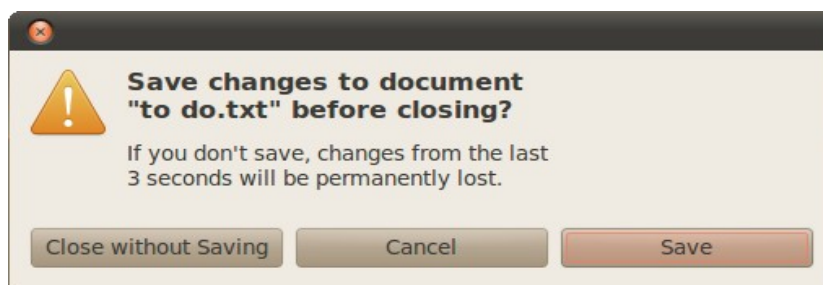 Save changes to document
"to do.txt" before closing?
If you don't save, changes from the last
3 seconds will be permanently lost.
Close without Saving
Cancel
Save